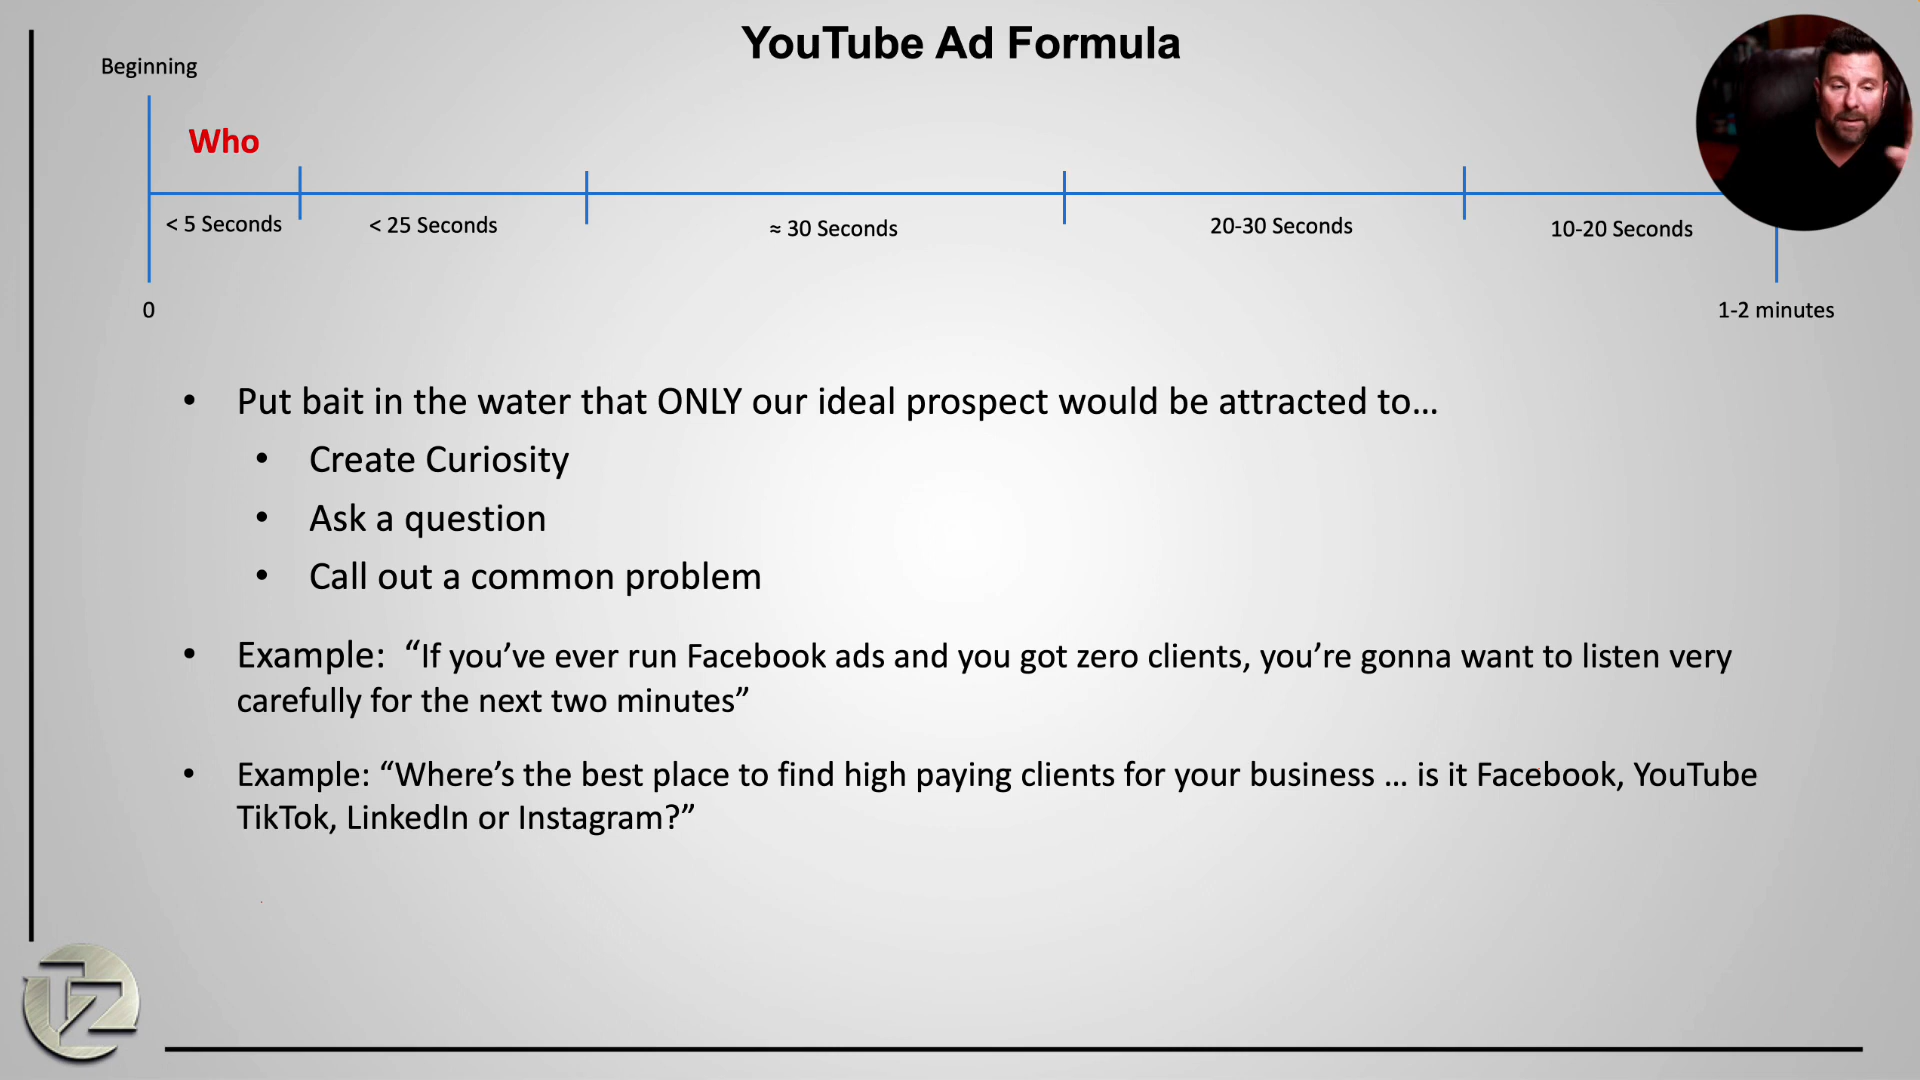 YouTube Ad Formula
Beginning
Who
< 5 Seconds
< 25 Seconds
≈ 30 Seconds
20-30 Seconds
10-20 Seconds
0
1-2 minutes
• Put bait in the water that ONLY our ideal prospect would be attracted to...
• Create Curiosity
• Ask a question
• Call out a common problem
• Example: “If you’ve ever run Facebook ads and you got zero clients, you’re gonna want to listen very
carefully for the next two minutes”
• Example: “Where’s the best place to find high paying clients for your business ... is it Facebook, YouTube
TikTok, LinkedIn or Instagram?”
TZ